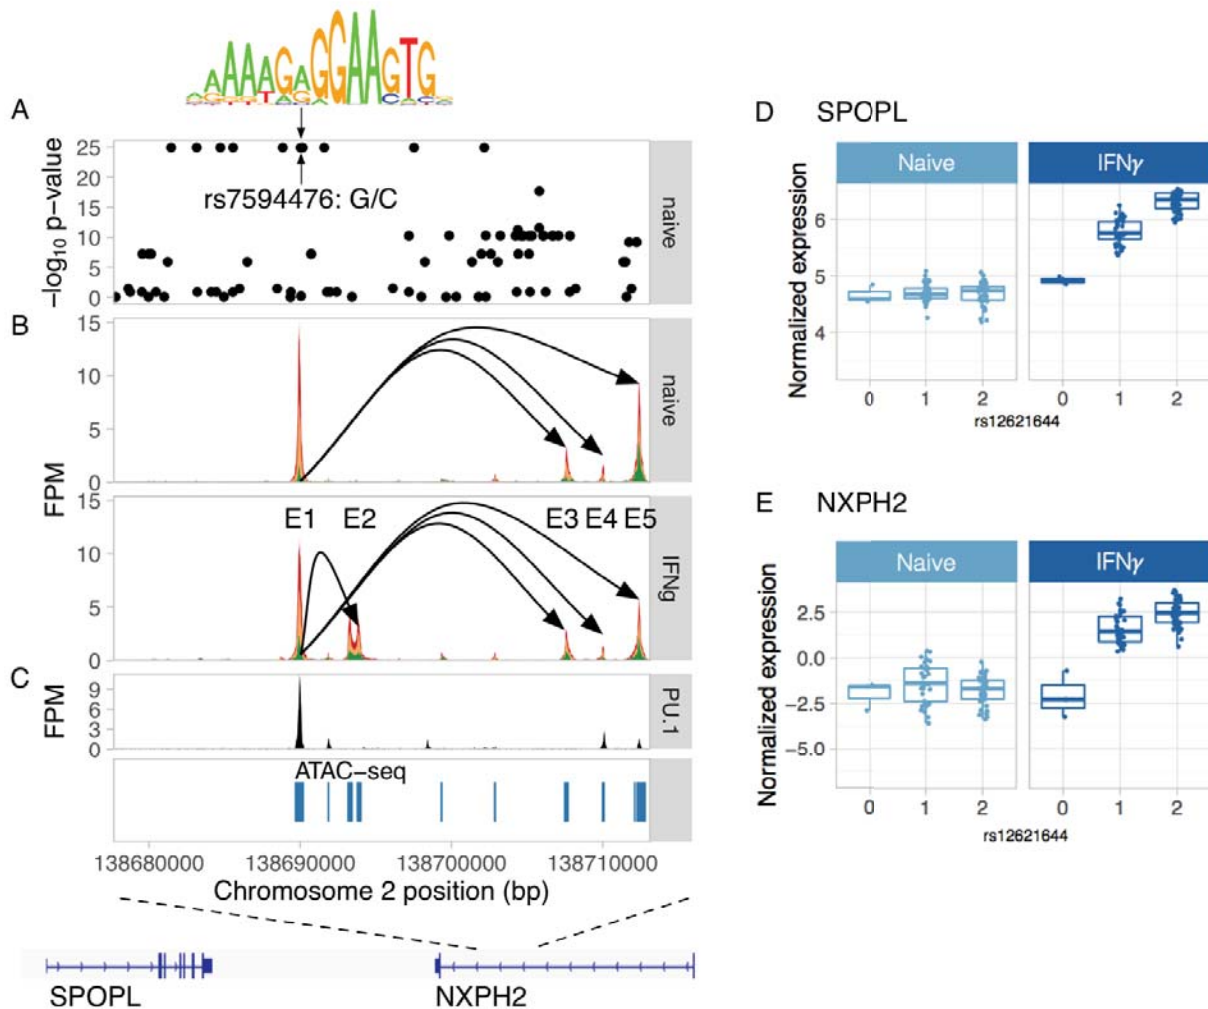 AAAAGAGGAAGTG
A
−log10 p−value
25
20
15
10
5
0
rs7594476: G/C
naive
B
FPM
15
10
5
0
naive
15
10
5
0
E1 E2 E3 E4 E5
IFNg
C
FPM
9
6
3
0
PU.1
ATAC−seq
138680000 138690000 138700000 138710000
Chromosome 2 position (bp)
SPOPL NXPH2
D SPOPL
Naive IFNγ
Normalized expression
6
5
4
0 1 2 0 1 2
rs12621644
E NXPH2
Naive IFNγ
Normalized expression
2.5
0.0
−2.5
−5.0
0 1 2 0 1 2
rs12621644